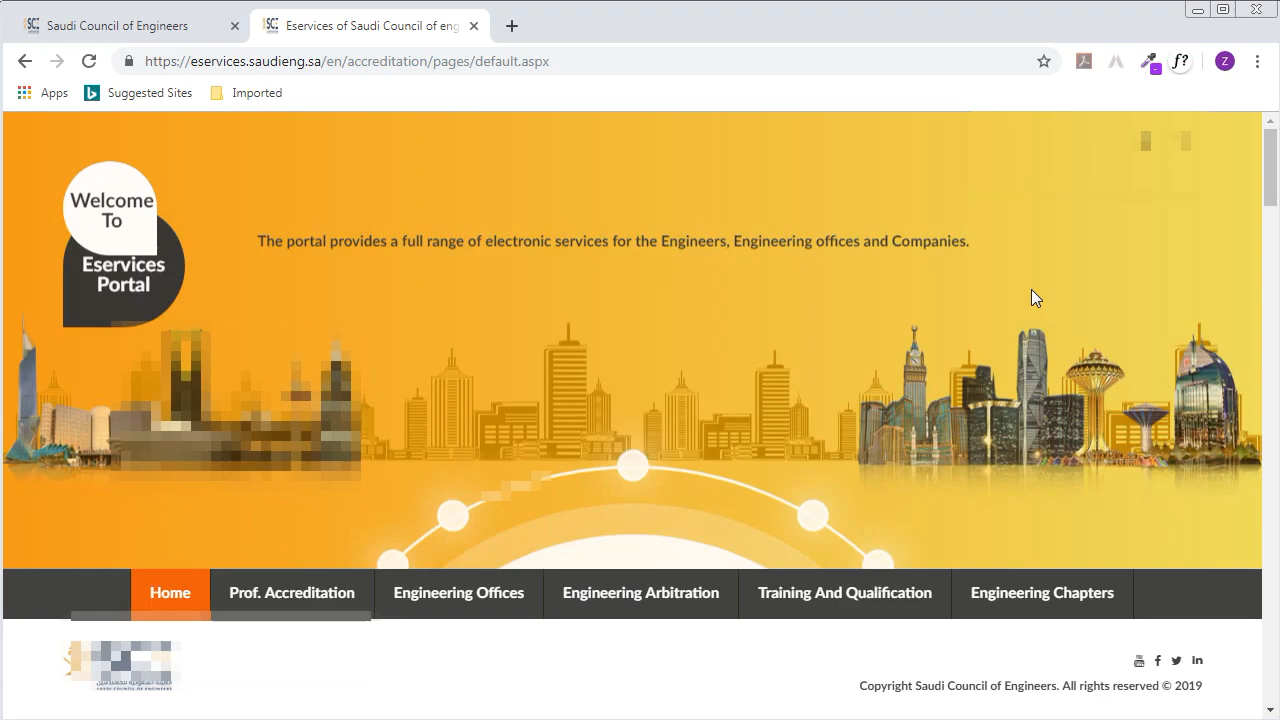 Saudi Council of Engineers
Eservices of Saudi Council of eng
https://eservices.saudieng.sa/en/accreditation/pages/default.aspx
f?
Z
Apps
Suggested Sites
Imported
Welcome
To
Eservices
Portal
The portal provides a full range of electronic services for the Engineers, Engineering offices and Companies.
Home
Prof. Accreditation
Engineering Offices
Engineering Arbitration
Training And Qualification
Engineering Chapters
Copyright Saudi Council of Engineers. All rights reserved © 2019